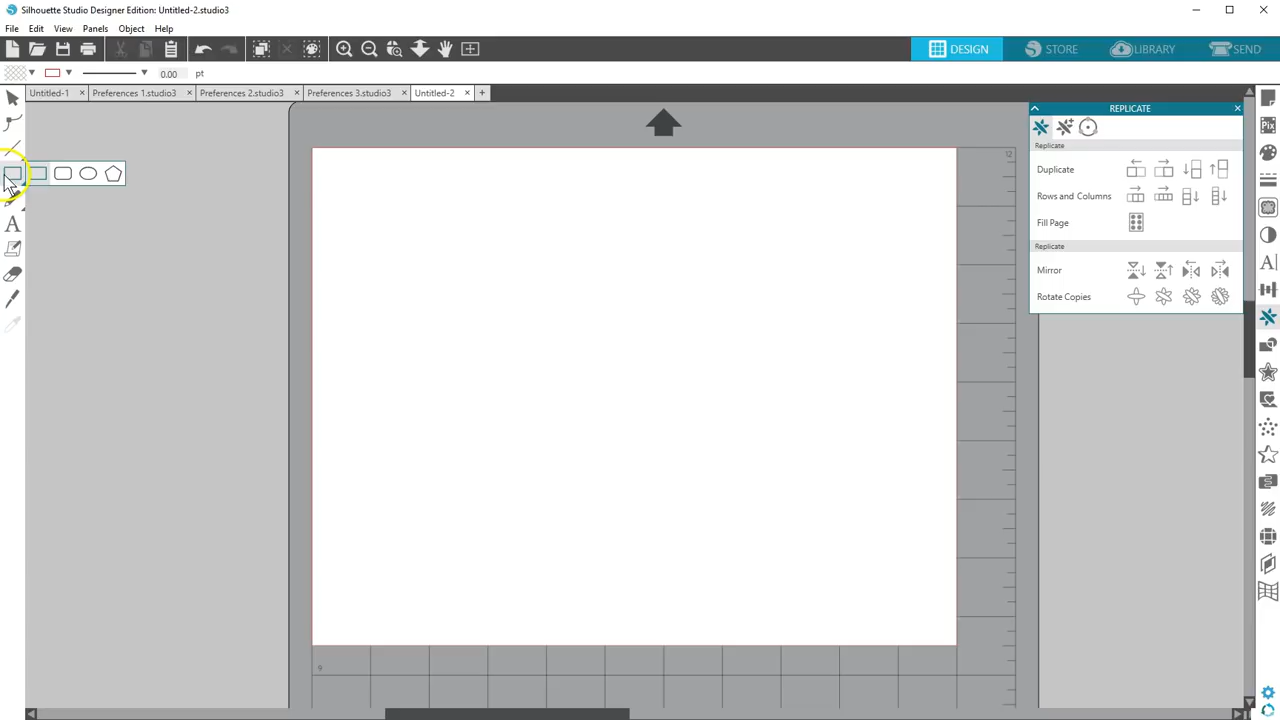 Silhouette Studio Designer Edition: Untitled-2.studio3
File Edit View Panels Object Help
DESIGN STORE LIBRARY SEND
0.00 pt
Untitled-1 Preferences 1.studio3 Preferences 2.studio3 Preferences 3.studio3 Untitled-2
REPLICATE
Replicate
Duplicate
Rows and Columns
Fill Page
Replicate
Mirror
Rotate Copies
12